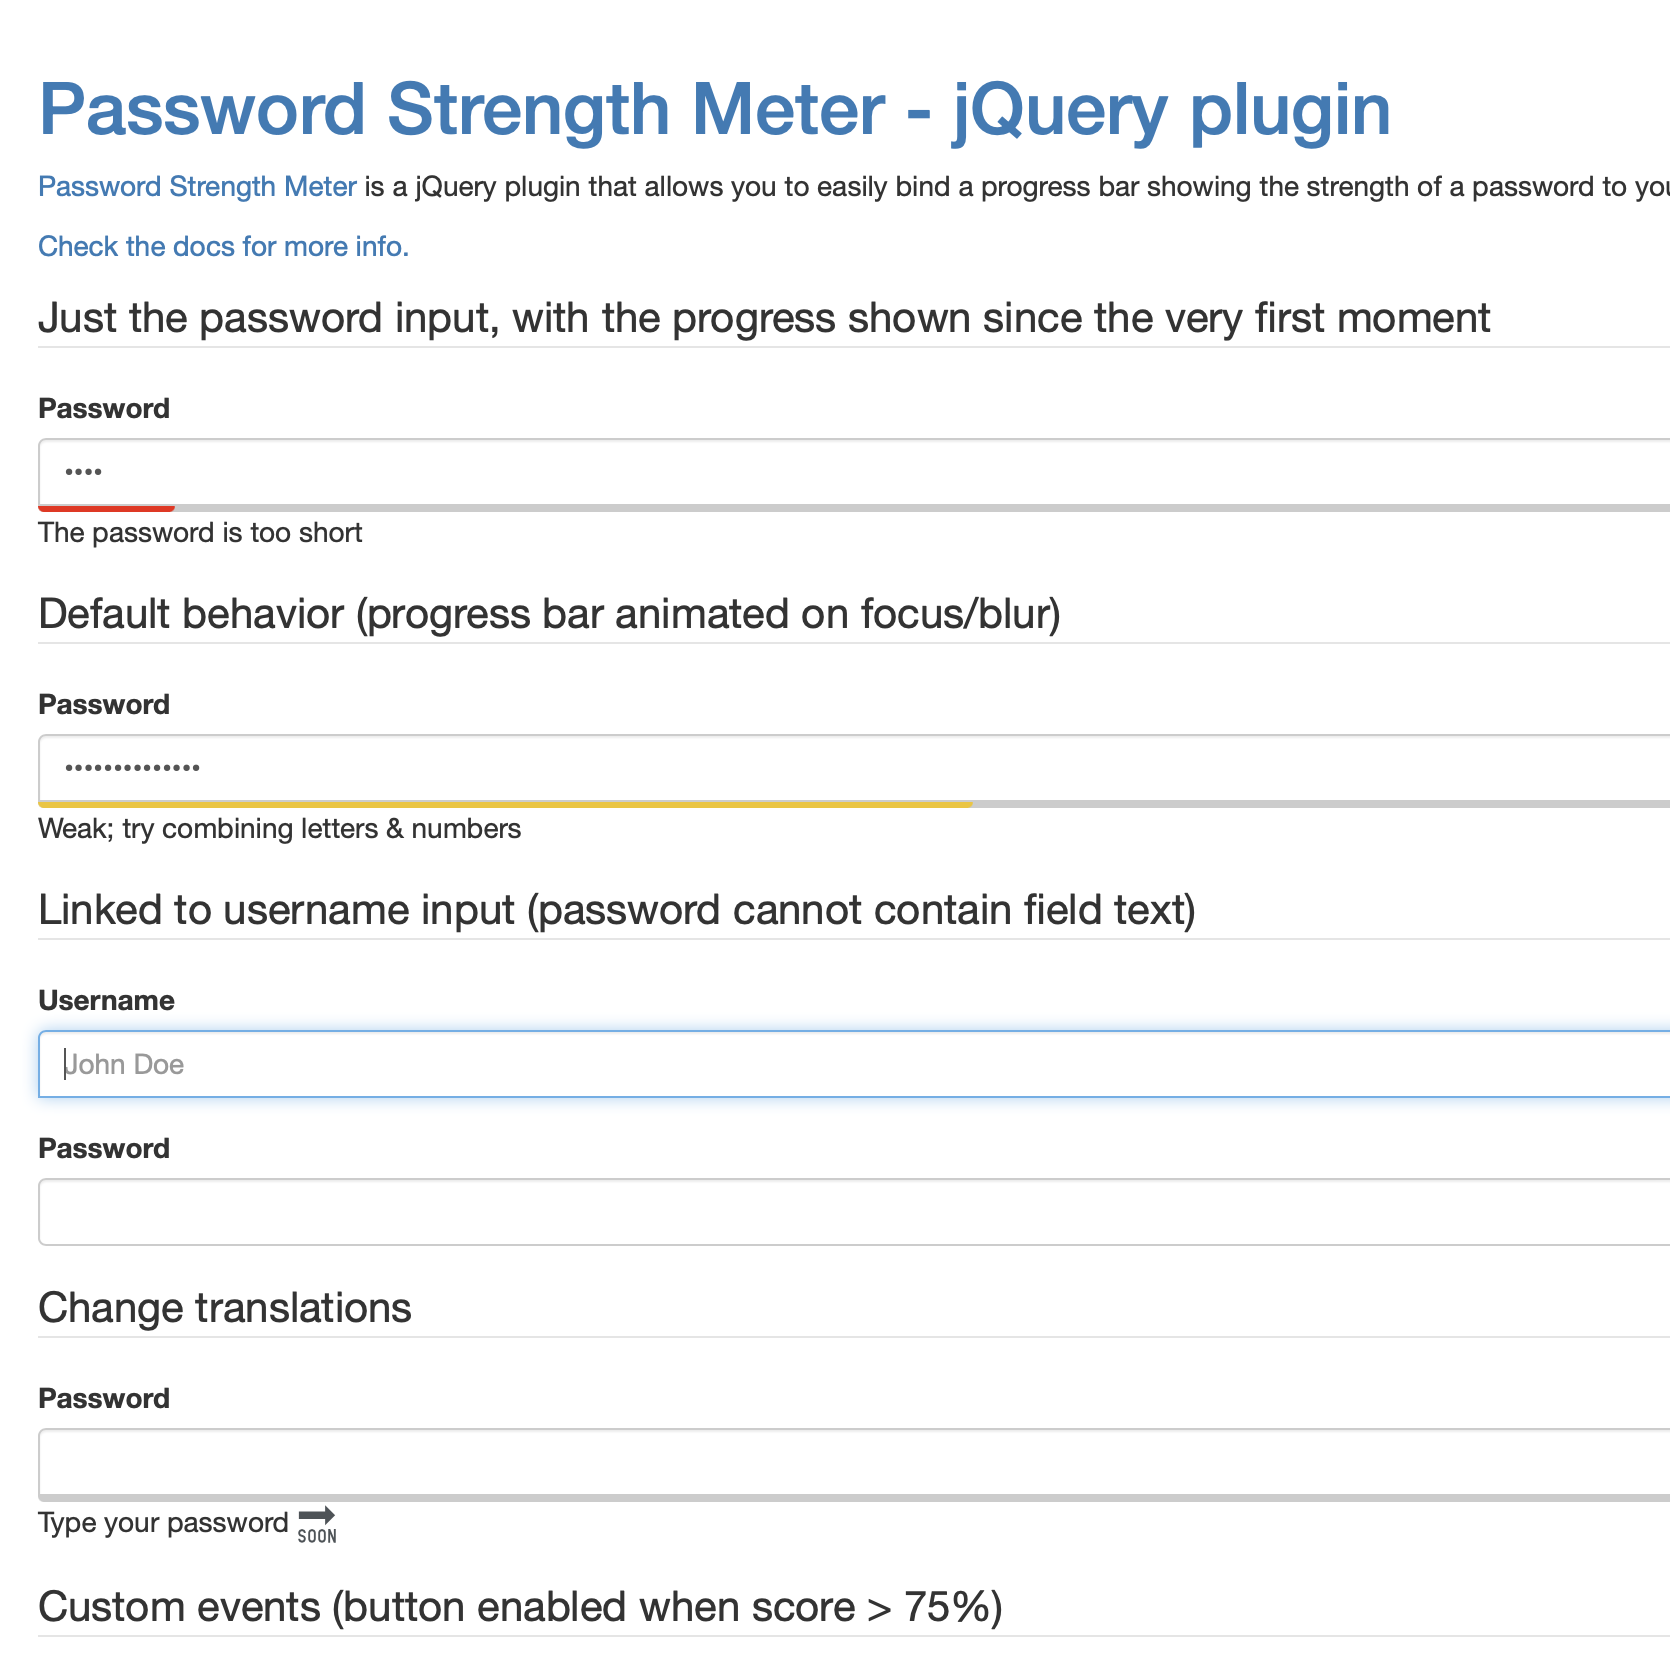 Password Strength Meter - jQuery plugin
Password Strength Meter is a jQuery plugin that allows you to easily bind a progress bar showing the strength of a password to
Check the docs for more info.
Just the password input, with the progress shown since the very first moment
Password
••••
The password is too short
Default behavior (progress bar animated on focus/blur)
Password
••••••••••••••
Weak; try combining letters & numbers
Linked to username input (password cannot contain field text)
Username
John Doe
Password
Change translations
Password
Type your password SOON
Custom events (button enabled when score > 75%)